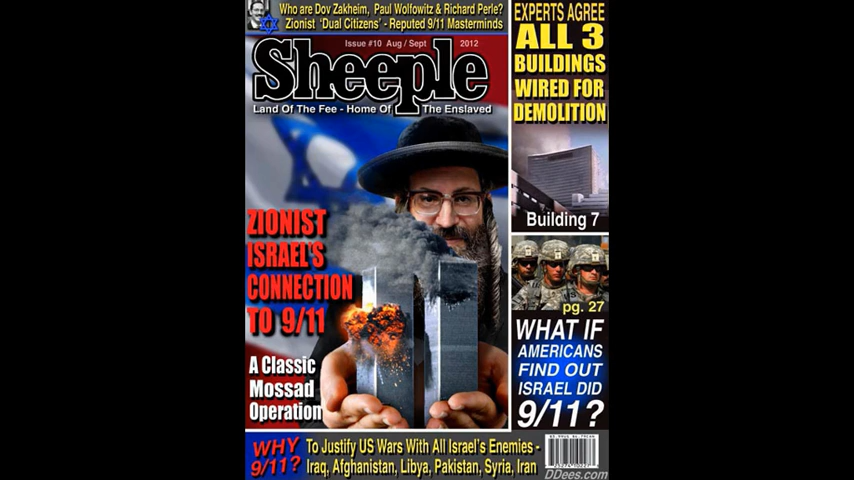 Who are Dov Zakheim, Paul Wolfowitz & Richard Perle?
Zionist 'Dual Citizens' - Reputed 9/11 Masterminds
Issue #10 Aug/Sept 2012
Sheeple
Land Of The Fee - Home Of The Enslaved
ZIONIST
ISRAEL'S
CONNECTION
TO 9/11
A Classic
Mossad
Operation
EXPERTS AGREE
ALL 3
BUILDINGS
WIRED FOR
DEMOLITION
Building 7
pg. 27
WHAT IF
AMERICANS
FIND OUT
ISRAEL DID
9/11?
WHY
9/11?
To Justify US Wars With All Israel's Enemies -
Iraq, Afghanistan, Libya, Pakistan, Syria, Iran
DDees.com